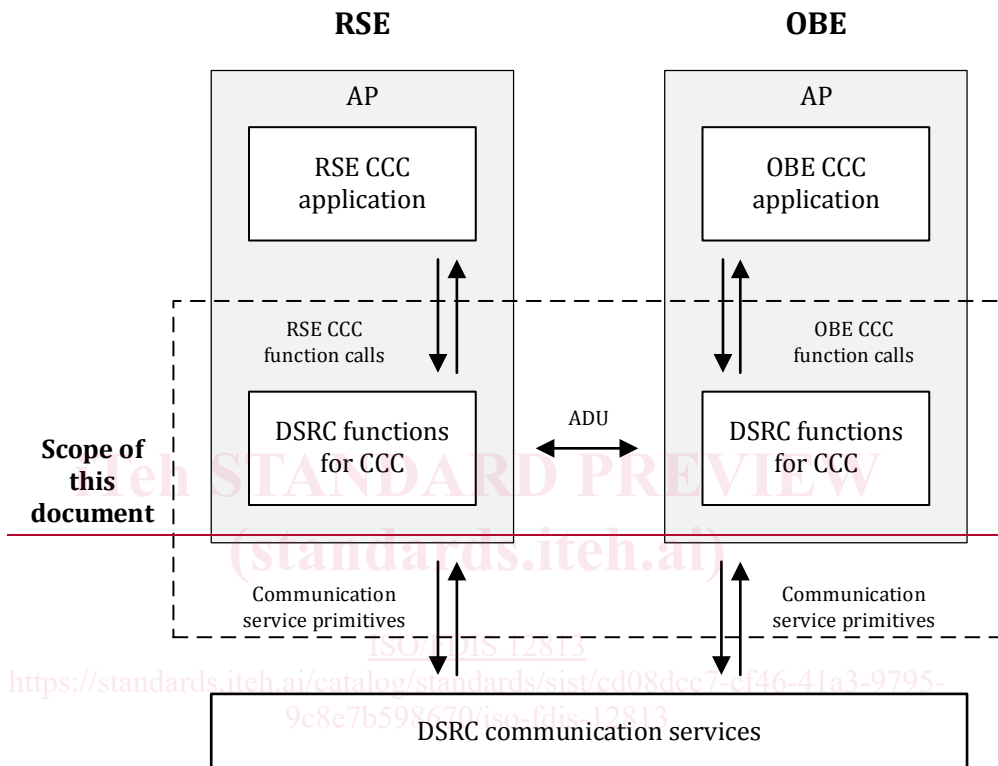 RSE
OBE
AP
AP
RSE CCC
application
OBE CCC
application
RSE CCC
function calls
OBE CCC
function calls
DSRC functions
for CCC
ADU
DSRC functions
for CCC
Scope of
this
document
iTeh STANDARD PREVIEW
(standards.iteh.ai)
Communication
service primitives
Communication
service primitives
ISO/FDIS 12813
https://standards.iteh.ai/catalog/standards/sist/cd08dcc7-cf46-41a3-9795-
9c8e7b598670/iso-fdis-12813
DSRC communication services